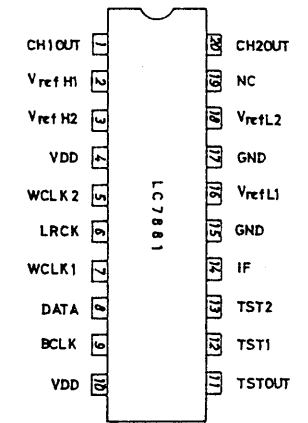 CH1OUT 1 20 CH2OUT
VrefH1 2 19 NC
VrefH2 3 18 VrefL2
VDD 4 17 GND
WCLK2 5 16 VrefL1
LRCK 6 15 GND
WCLK1 7 14 IF
DATA 8 13 TST2
BCLK 9 12 TST1
VDD 10 11 TSTOUT
LC7881